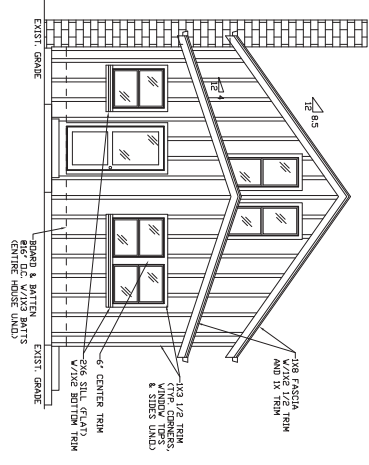 12
8.5
12
4
1X8 FASCIA
W/1X2 1/2 TRIM
AND 1X TRIM
1X3 1/2 TRIM
(TYP. CORNERS,
WINDOW TOPS
& SIDES U.N.O.)
6" CENTER TRIM
2X6 SILL (FLAT)
W/1X2 BOTTOM TRIM
EXIST. GRADE
BOARD & BATTEN
@16" O.C. W/1X3 BATTS
(ENTIRE HOUSE U.N.O.)
EXIST. GRADE